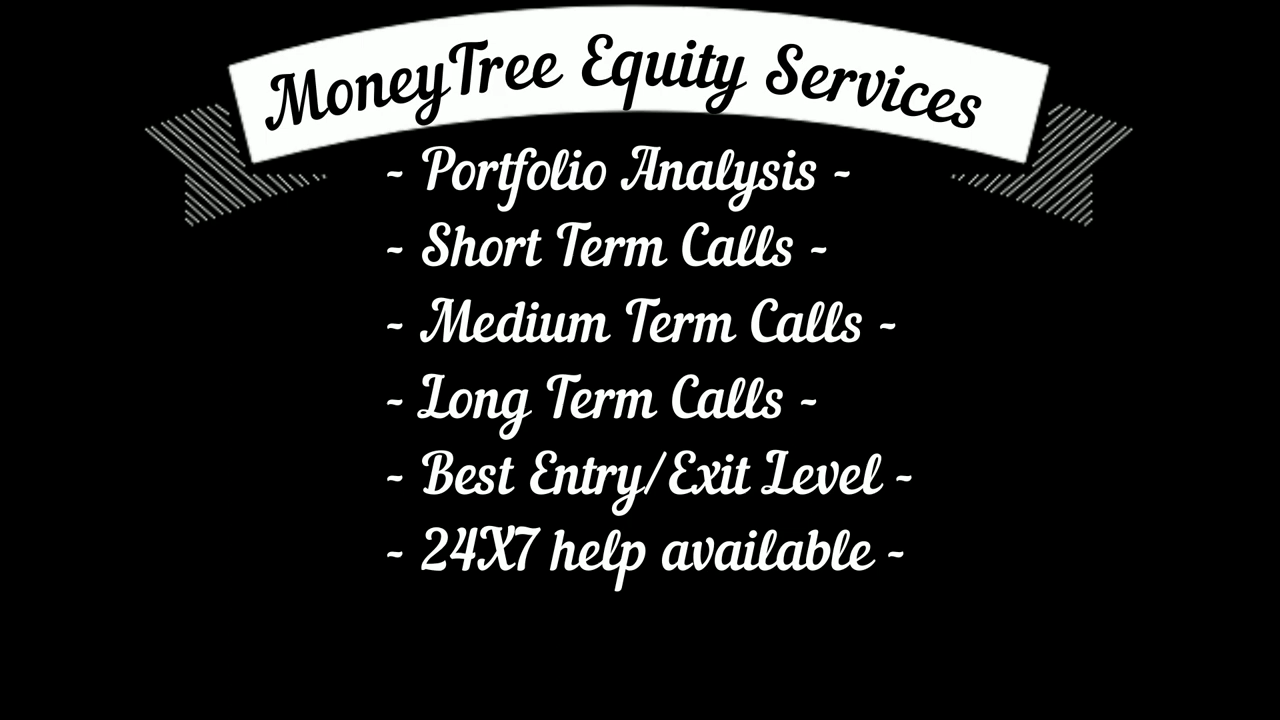 MoneyTree Equity Services
- Portfolio Analysis -
- Short Term Calls -
- Medium Term Calls -
- Long Term Calls -
- Best Entry/Exit Level -
- 24X7 help available -